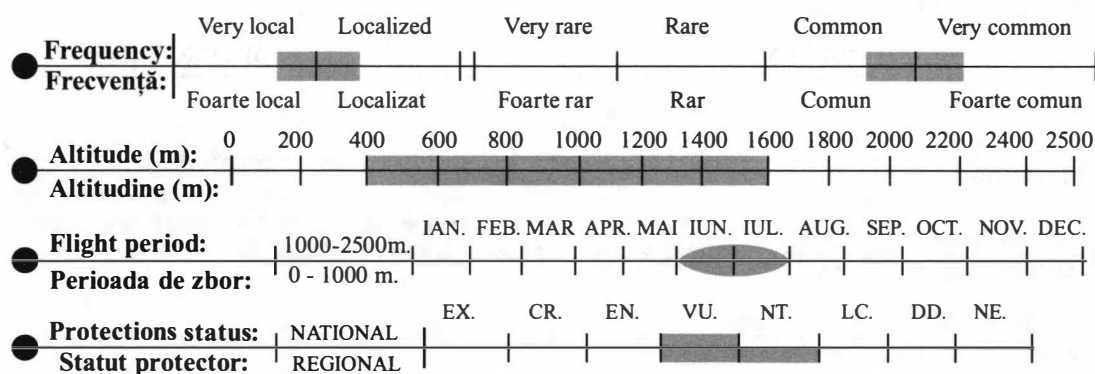 Very local Localized Very rare Rare Common Very common
Frequency:
Frecvență:
Foarte local Localizat Foarte rar Rar Comun Foarte comun
0 200 400 600 800 1000 1200 1400 1600 1800 2000 2200 2400 2500
Altitude (m):
Altitudine (m):
IAN. FEB. MAR APR. MAI IUN. IUL. AUG. SEP. OCT. NOV. DEC.
Flight period: 1000-2500m.
Perioada de zbor: 0 - 1000 m.
EX. CR. EN. VU. NT. LC. DD. NE.
Protections status: NATIONAL
Statut protector: REGIONAL